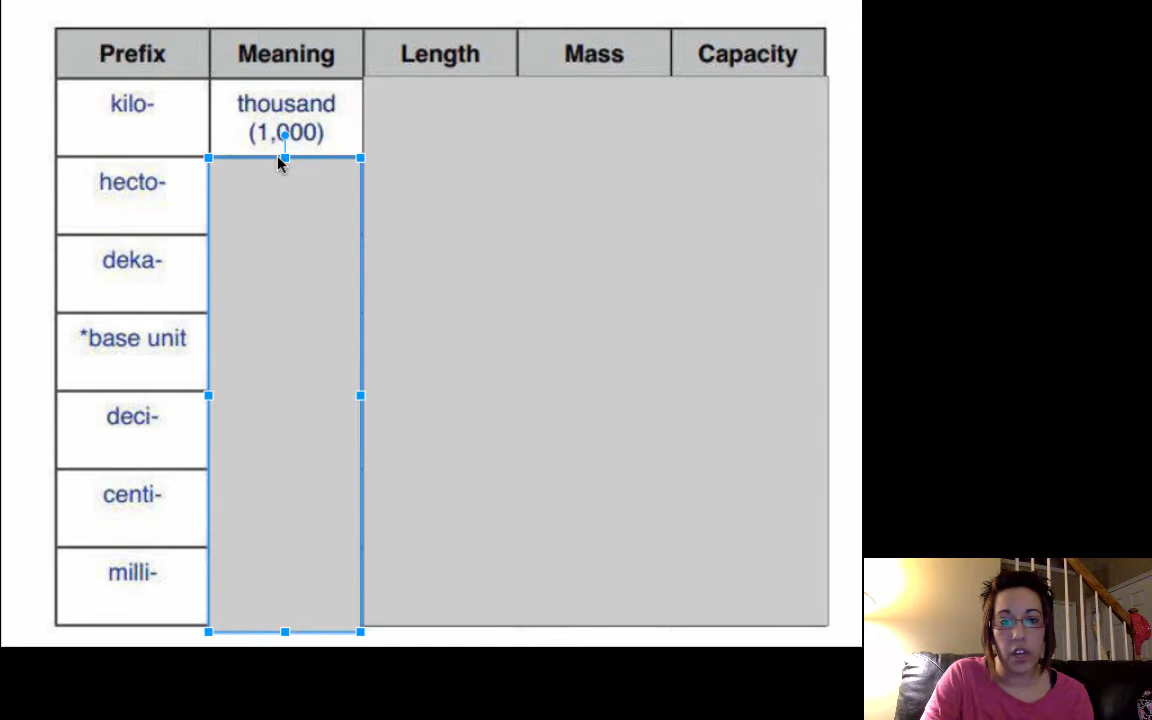 Prefix Meaning Length Mass Capacity
kilo- thousand
(1,000)
hecto-
deka-
*base unit
deci-
centi-
milli-